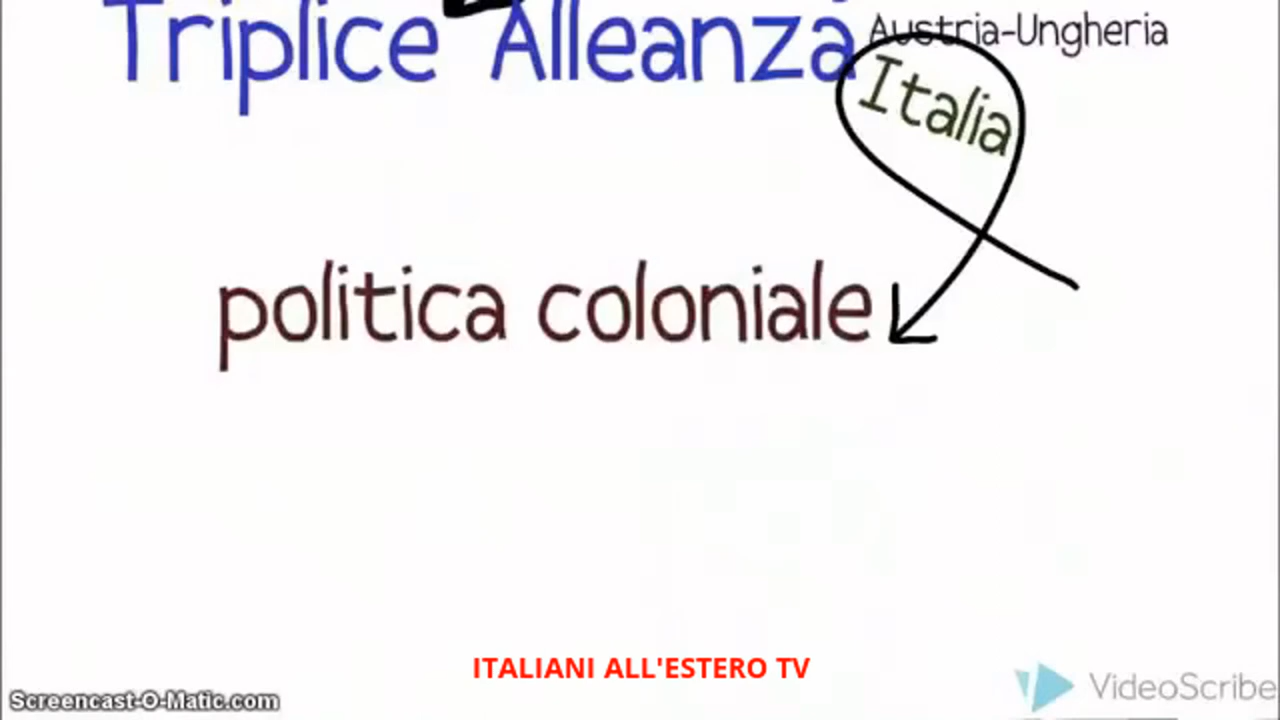 Triplice Alleanza Austria-Ungheria
Italia
politica coloniale
ITALIANI ALL'ESTERO TV
Screencast-O-Matic.com
VideoScribe